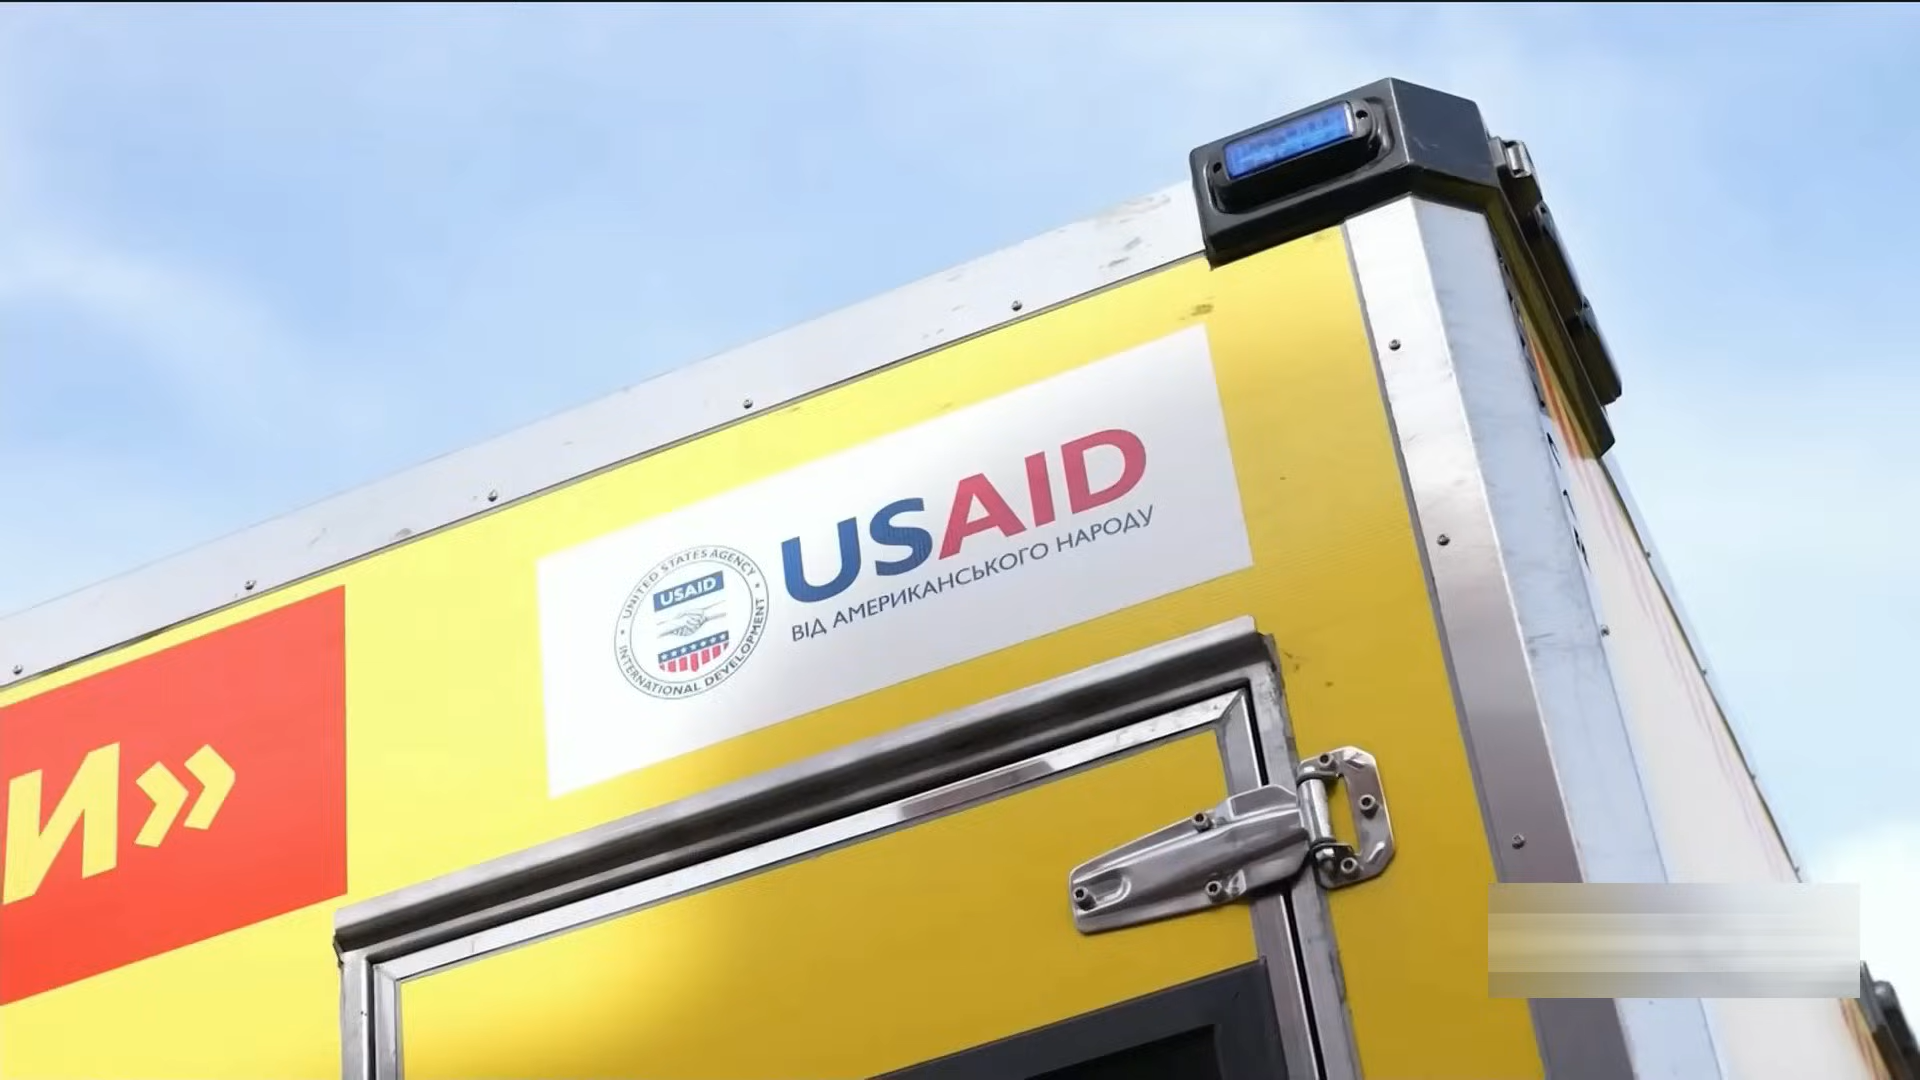 И»
UNITED STATES AGENCY
USAID
INTERNATIONAL DEVELOPMENT
USAID
ВІД АМЕРИКАНСЬКОГО НАРОДУ